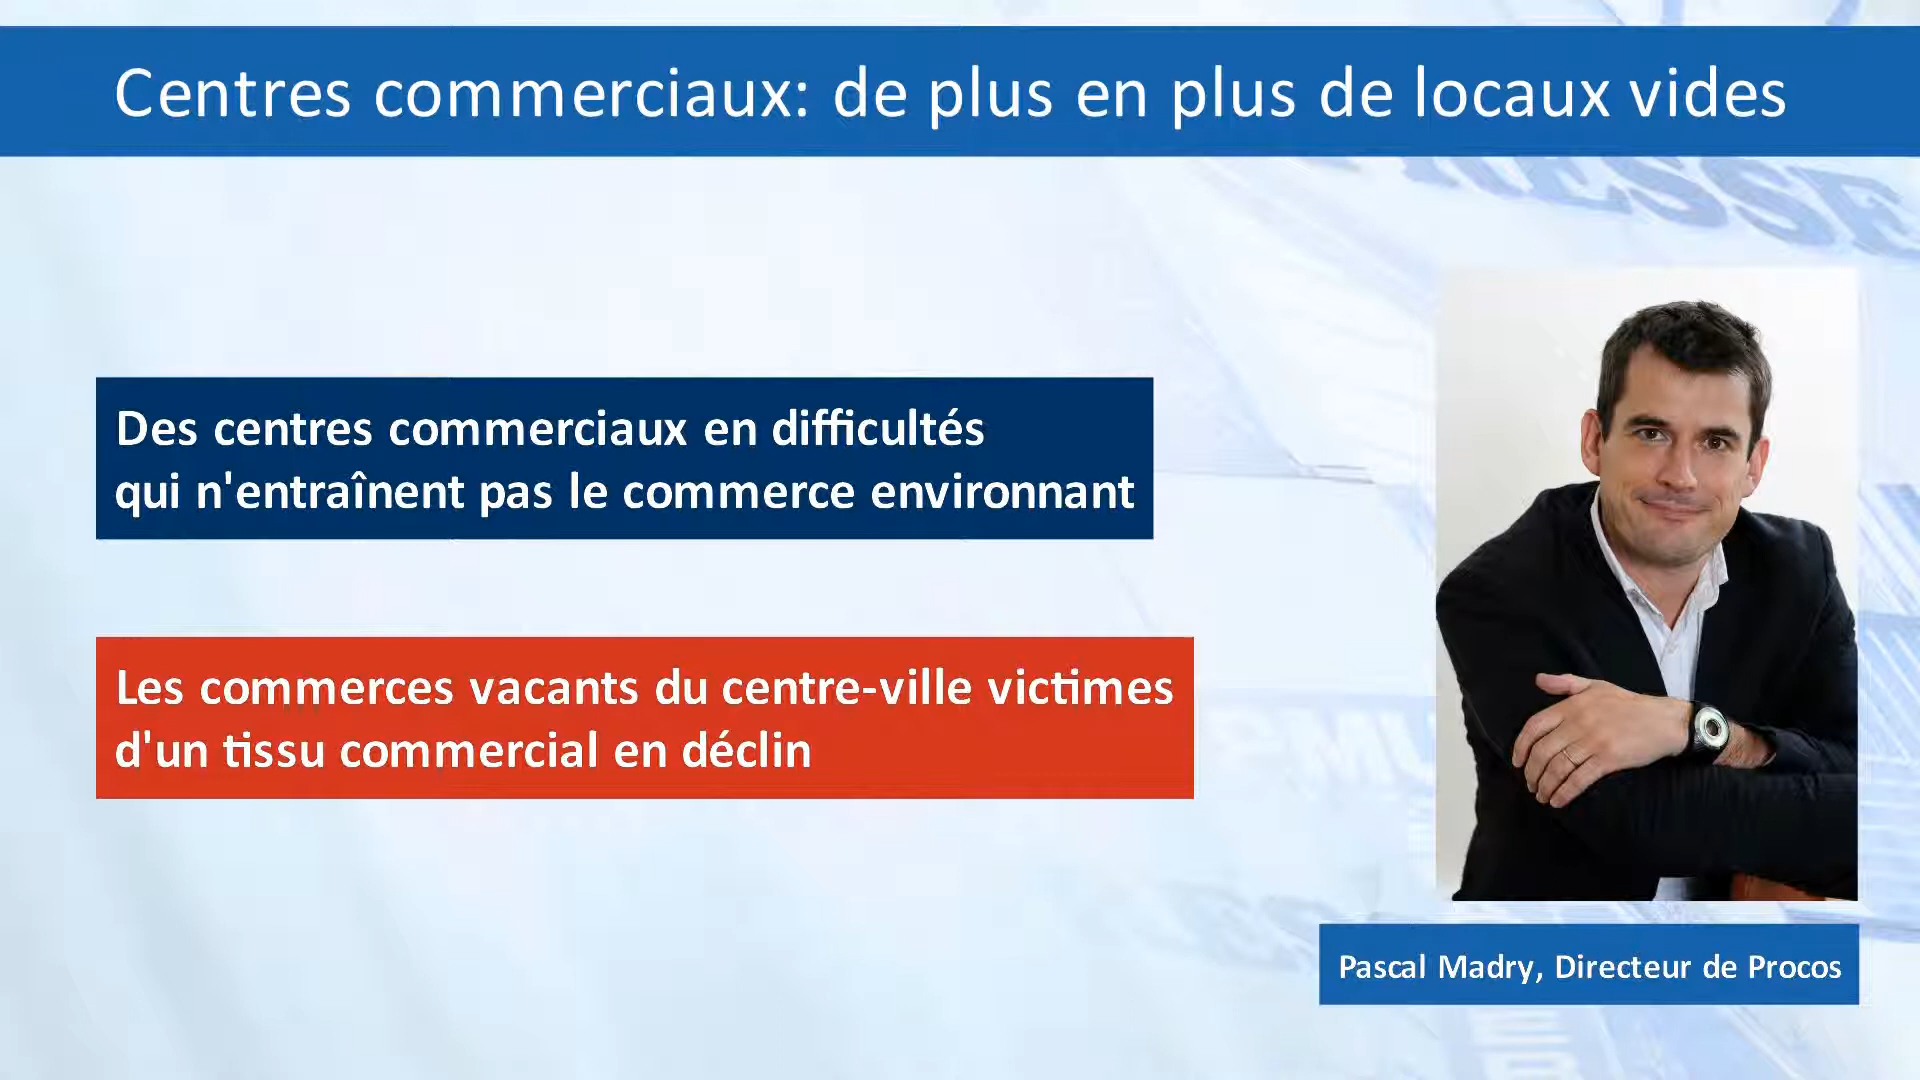 Centres commerciaux: de plus en plus de locaux vides
RESSE
Des centres commerciaux en difficultés
qui n'entraînent pas le commerce environnant
Les commerces vacants du centre-ville victimes
d'un tissu commercial en déclin
Pascal Madry, Directeur de Procos